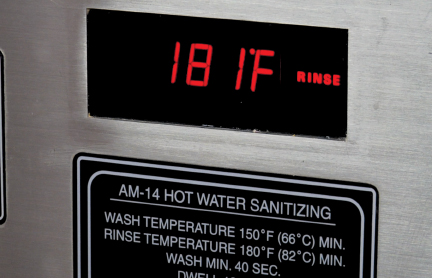 181°F RINSE
AM-14 HOT WATER SANITIZING
WASH TEMPERATURE 150°F (66°C) MIN.
RINSE TEMPERATURE 180°F (82°C) MIN.
WASH MIN. 40 SEC.
DWELL